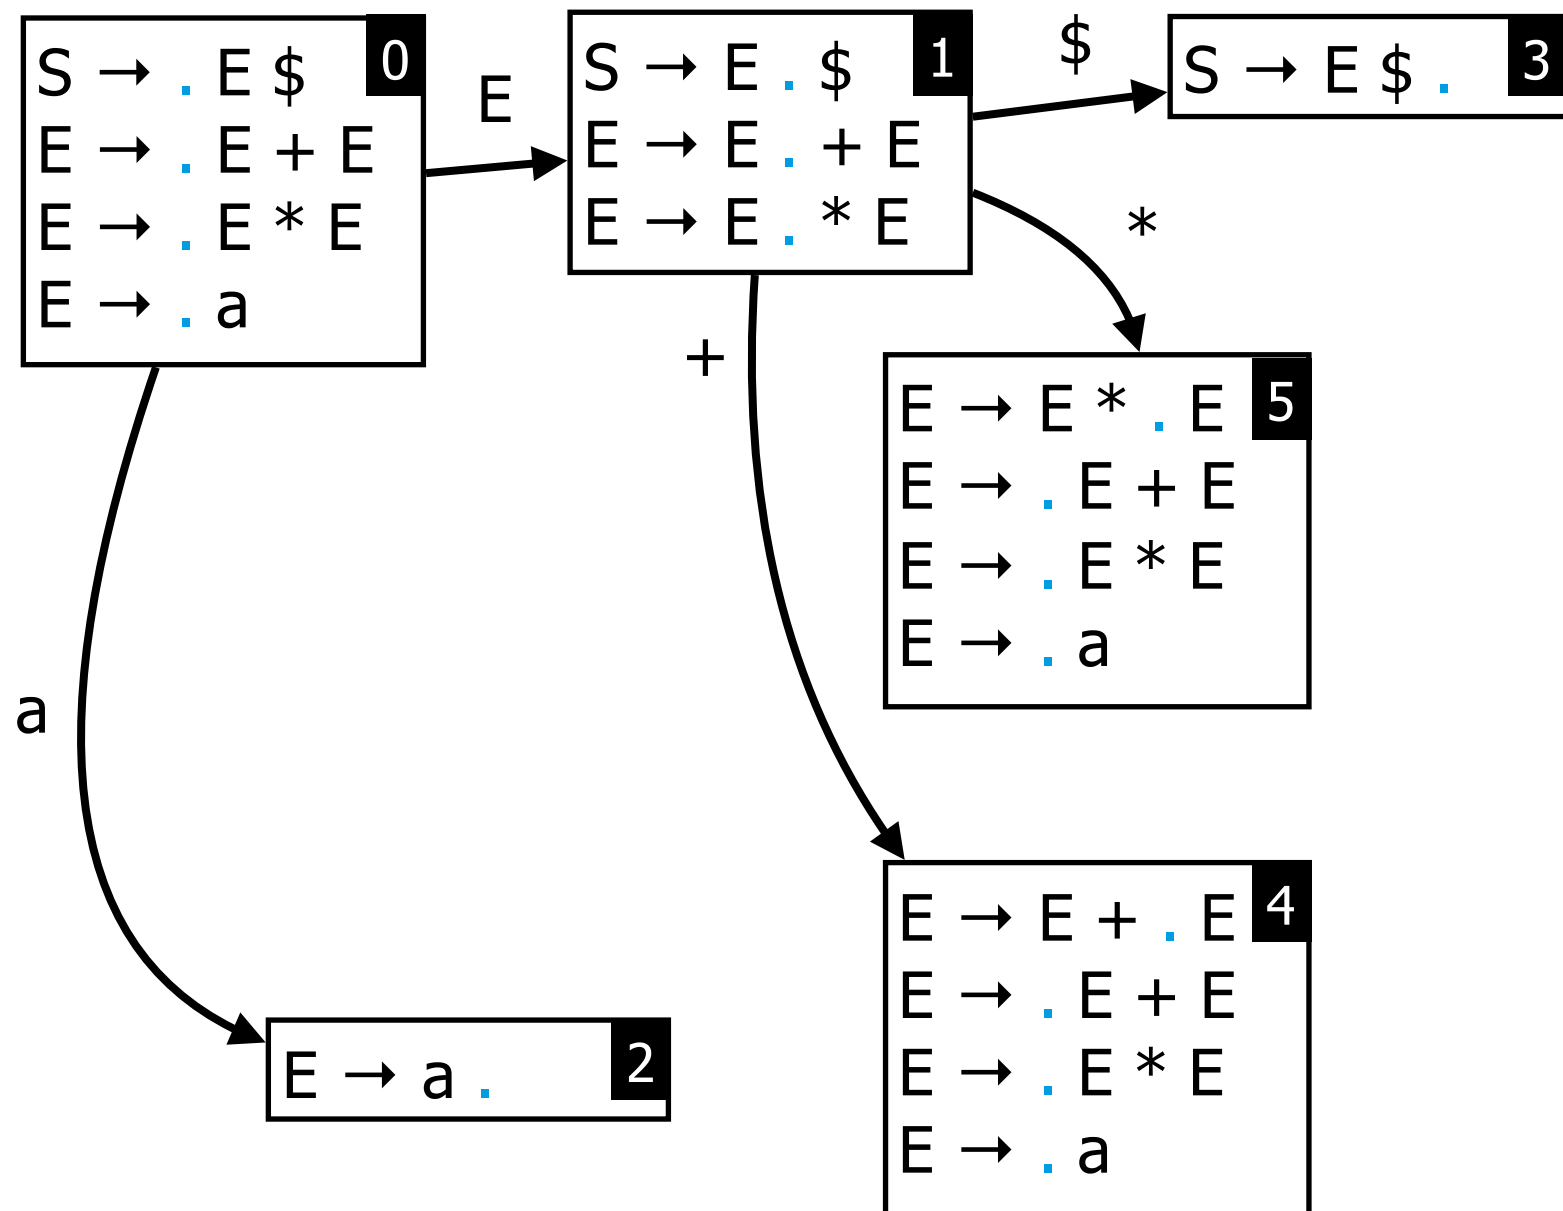 0
S → . E $
E → . E + E
E → . E * E
E → . a
E
1
S → E . $
E → E . + E
E → E . * E
$
3
S → E $ .
*
+
5
E → E * . E
E → . E + E
E → . E * E
E → . a
a
2
E → a .
4
E → E + . E
E → . E + E
E → . E * E
E → . a